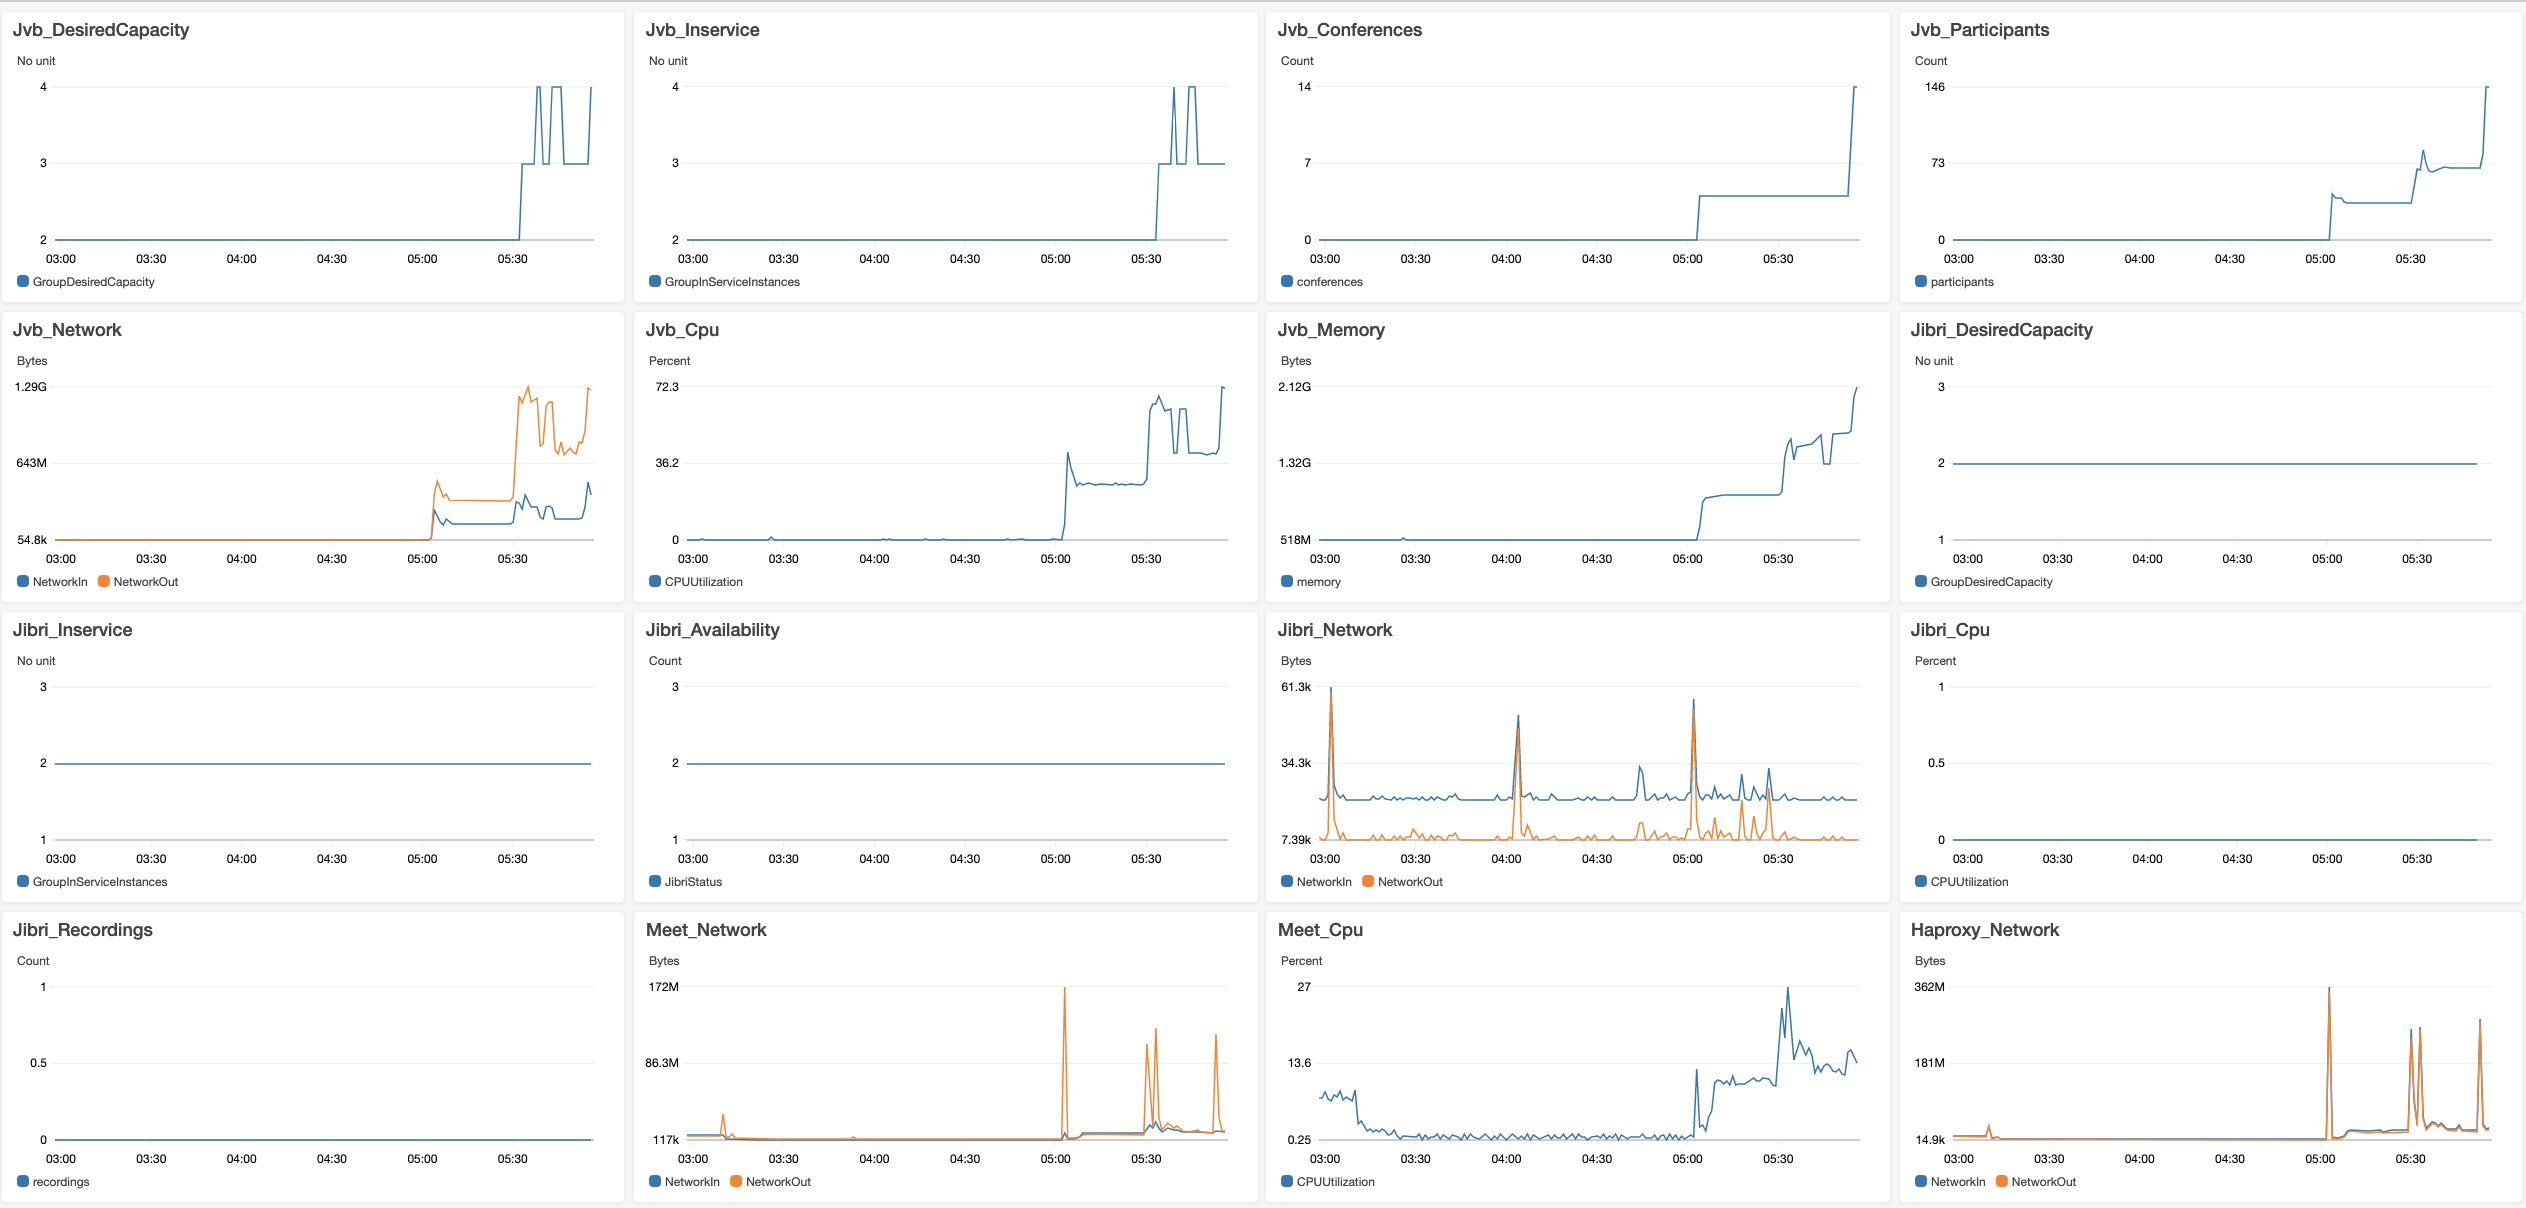 Jvb_DesiredCapacity
No unit
4
3
2
03:00 03:30 04:00 04:30 05:00 05:30
GroupDesiredCapacity
Jvb_Inservice
No unit
4
3
2
03:00 03:30 04:00 04:30 05:00 05:30
GroupInServiceInstances
Jvb_Conferences
Count
14
7
0
03:00 03:30 04:00 04:30 05:00 05:30
conferences
Jvb_Participants
Count
146
73
0
03:00 03:30 04:00 04:30 05:00 05:30
participants
Jvb_Network
Bytes
1.29G
643M
54.8k
03:00 03:30 04:00 04:30 05:00 05:30
NetworkIn NetworkOut
Jvb_Cpu
Percent
72.3
36.2
0
03:00 03:30 04:00 04:30 05:00 05:30
CPUUtilization
Jvb_Memory
Bytes
2.12G
1.32G
518M
03:00 03:30 04:00 04:30 05:00 05:30
memory
Jibri_DesiredCapacity
No unit
3
2
1
03:00 03:30 04:00 04:30 05:00 05:30
GroupDesiredCapacity
Jibri_Inservice
No unit
3
2
1
03:00 03:30 04:00 04:30 05:00 05:30
GroupInServiceInstances
Jibri_Availability
Count
3
2
1
03:00 03:30 04:00 04:30 05:00 05:30
JibriStatus
Jibri_Network
Bytes
61.3k
34.3k
7.39k
03:00 03:30 04:00 04:30 05:00 05:30
NetworkIn NetworkOut
Jibri_Cpu
Percent
1
0.5
0
03:00 03:30 04:00 04:30 05:00 05:30
CPUUtilization
Jibri_Recordings
Count
1
0.5
0
03:00 03:30 04:00 04:30 05:00 05:30
recordings
Meet_Network
Bytes
172M
86.3M
117k
03:00 03:30 04:00 04:30 05:00 05:30
NetworkIn NetworkOut
Meet_Cpu
Percent
27
13.6
0.25
03:00 03:30 04:00 04:30 05:00 05:30
CPUUtilization
Haproxy_Network
Bytes
362M
181M
14.9k
03:00 03:30 04:00 04:30 05:00 05:30
NetworkIn NetworkOut